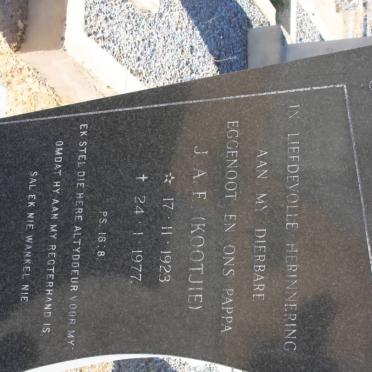 IN LIEFDEVOLLE HERINNERING
AAN MY DIERBARE
EGGENOOT EN ONS PAPPA
J. A. F. (KOOTJIE)
☆ 17·11·1923
✝ 24·1·1977.
PS. 16:8.
EK STEL DIE HERE ALTYDDEUR VOOR MY:
OMDAT HY AAN MY REGTERHAND IS,
SAL EK NIE WANKEL NIE.